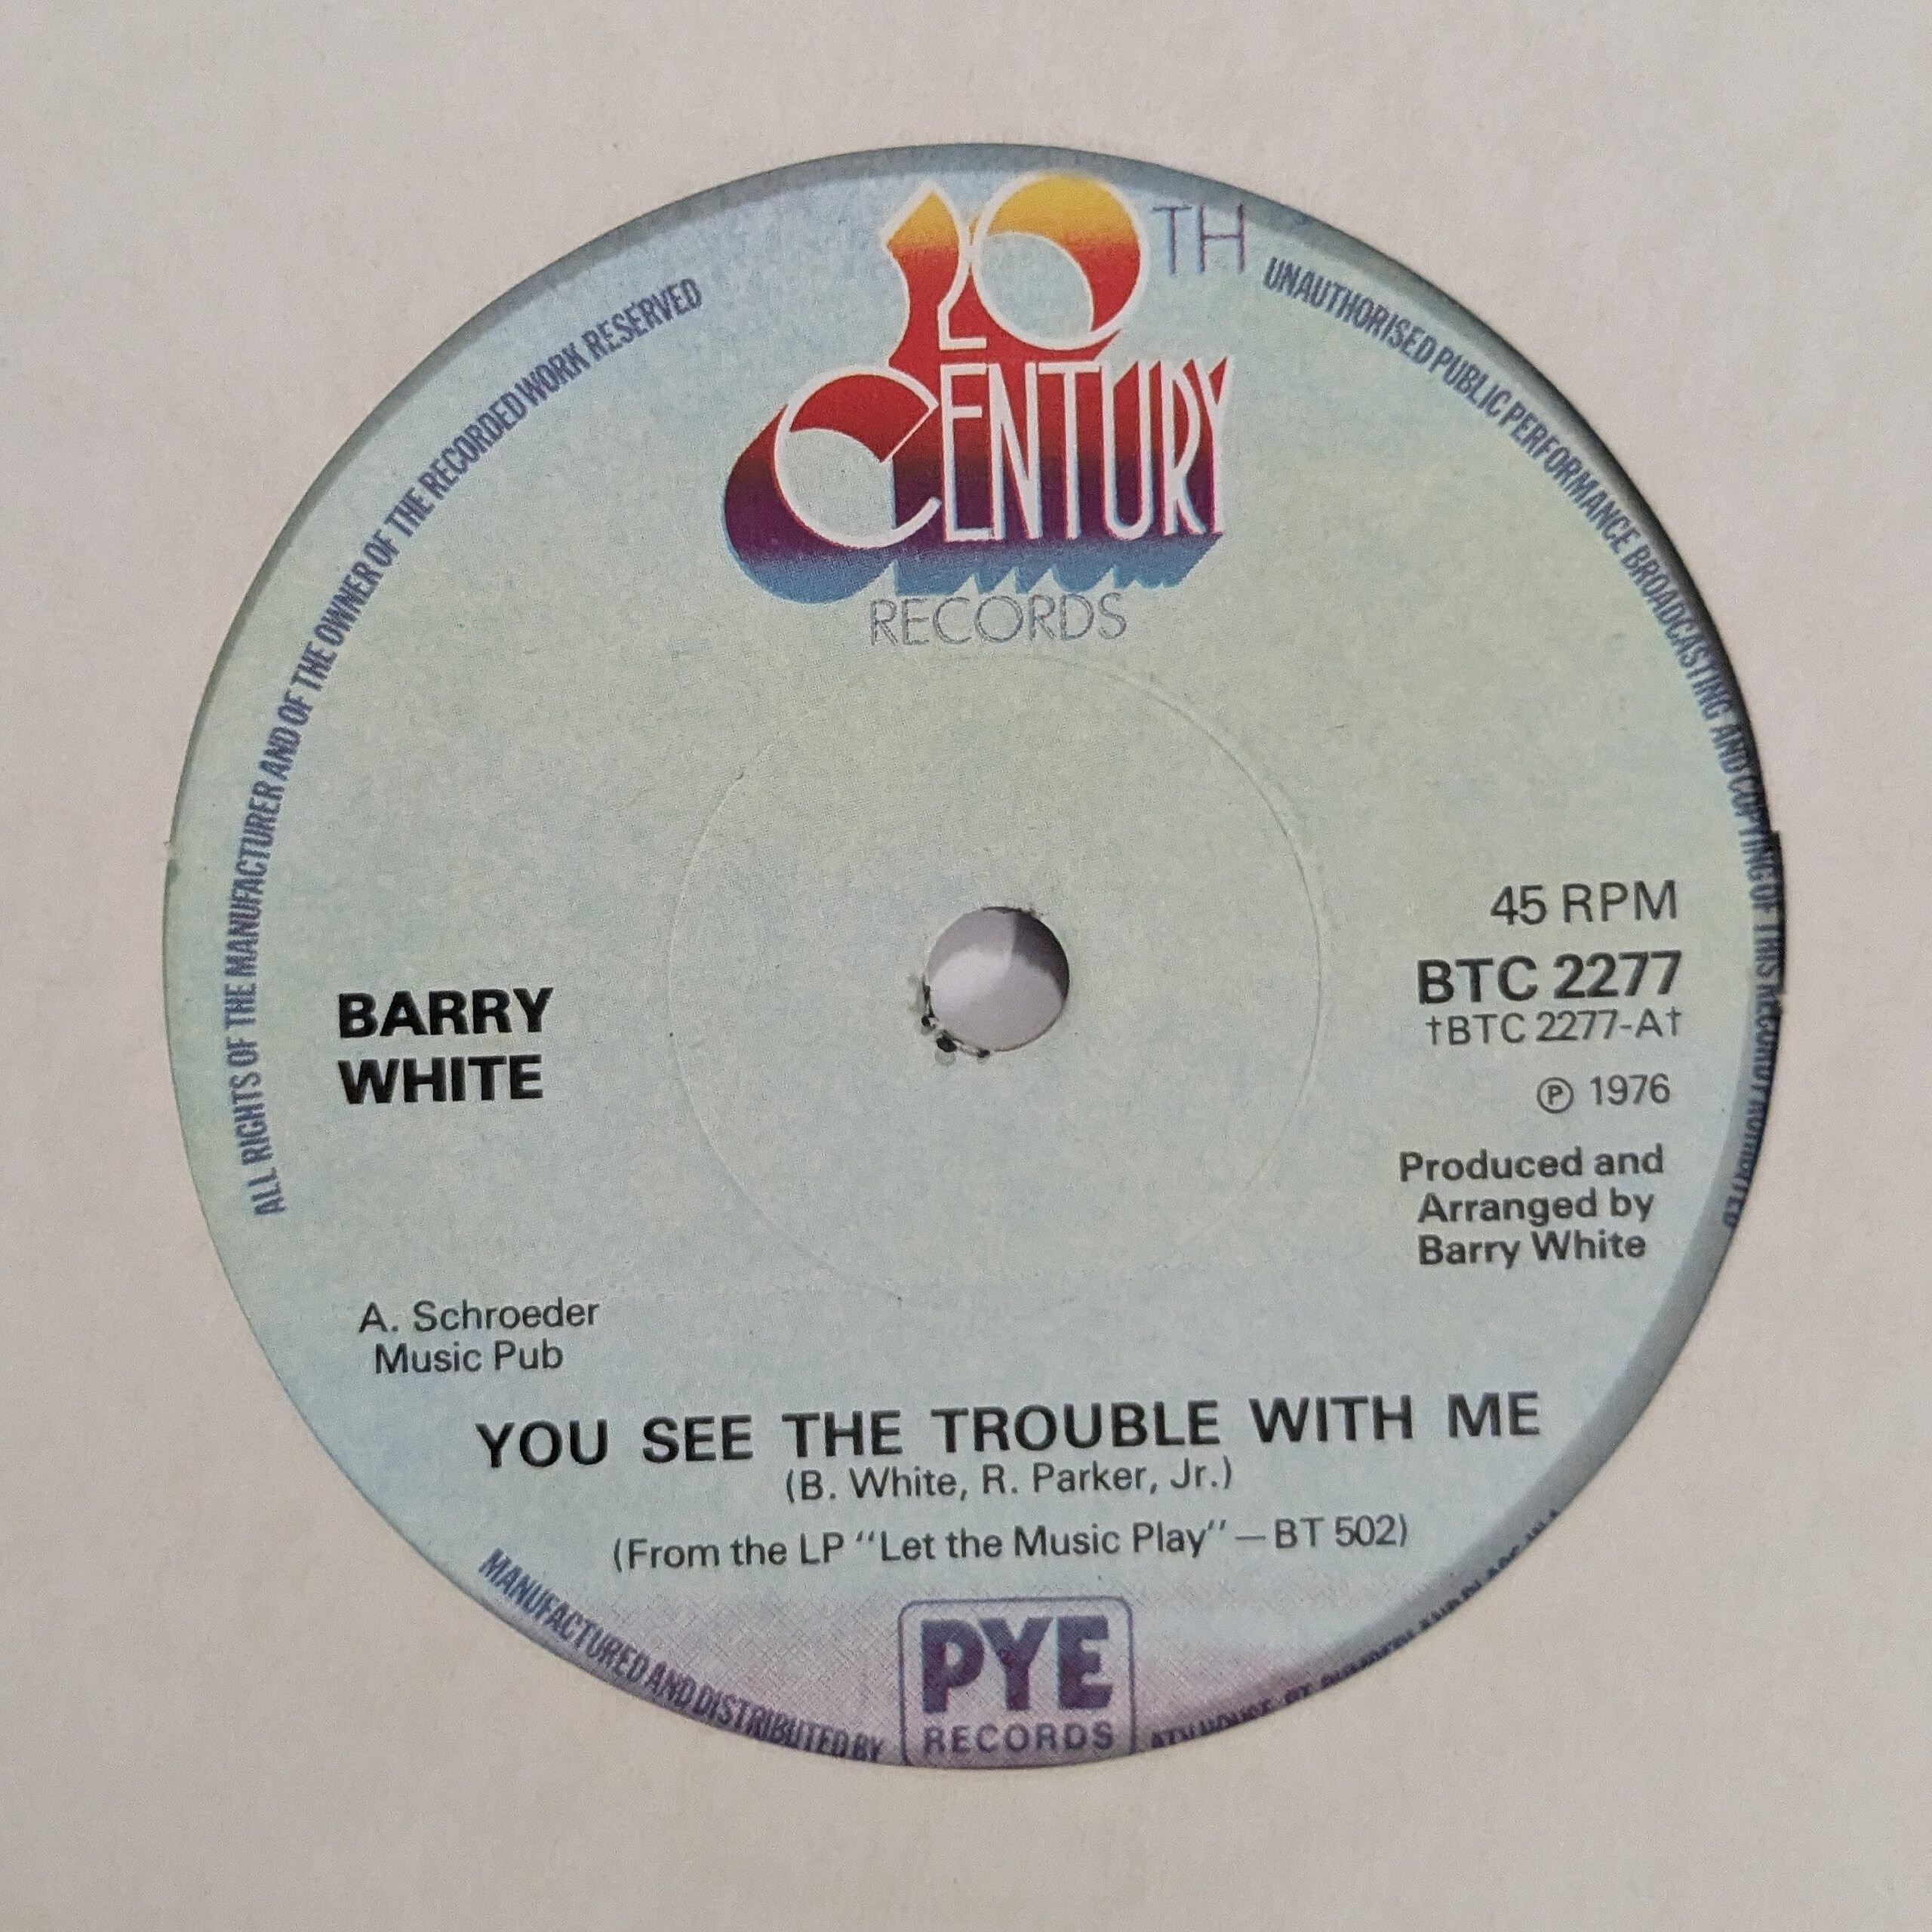 20TH
CENTURY
RECORDS
ALL RIGHTS OF THE MANUFACTURER AND OF THE OWNER OF THE RECORDED WORK RESERVED
UNAUTHORISED PUBLIC PERFORMANCE BROADCASTING AND COPYING OF THIS RECORD PROHIBITED
45 RPM
BTC 2277
†BTC 2277-A†
℗ 1976
BARRY
WHITE
Produced and
Arranged by
Barry White
A. Schroeder
Music Pub
YOU SEE THE TROUBLE WITH ME
(B. White, R. Parker, Jr.)
(From the LP "Let the Music Play" — BT 502)
MANUFACTURED AND DISTRIBUTED BY
PYE
RECORDS
ATV HOUSE